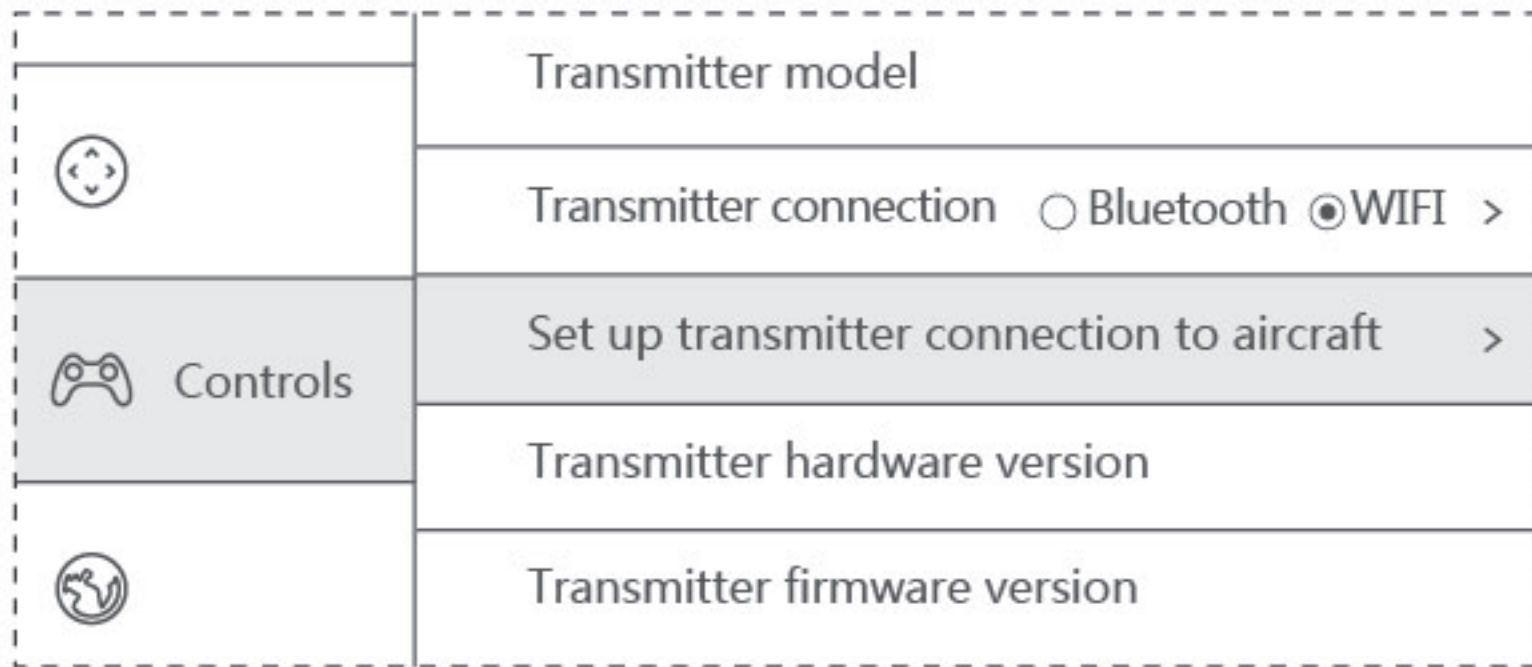 Transmitter model
Transmitter connection Bluetooth WIFI >
Set up transmitter connection to aircraft >
Controls
Transmitter hardware version
Transmitter firmware version